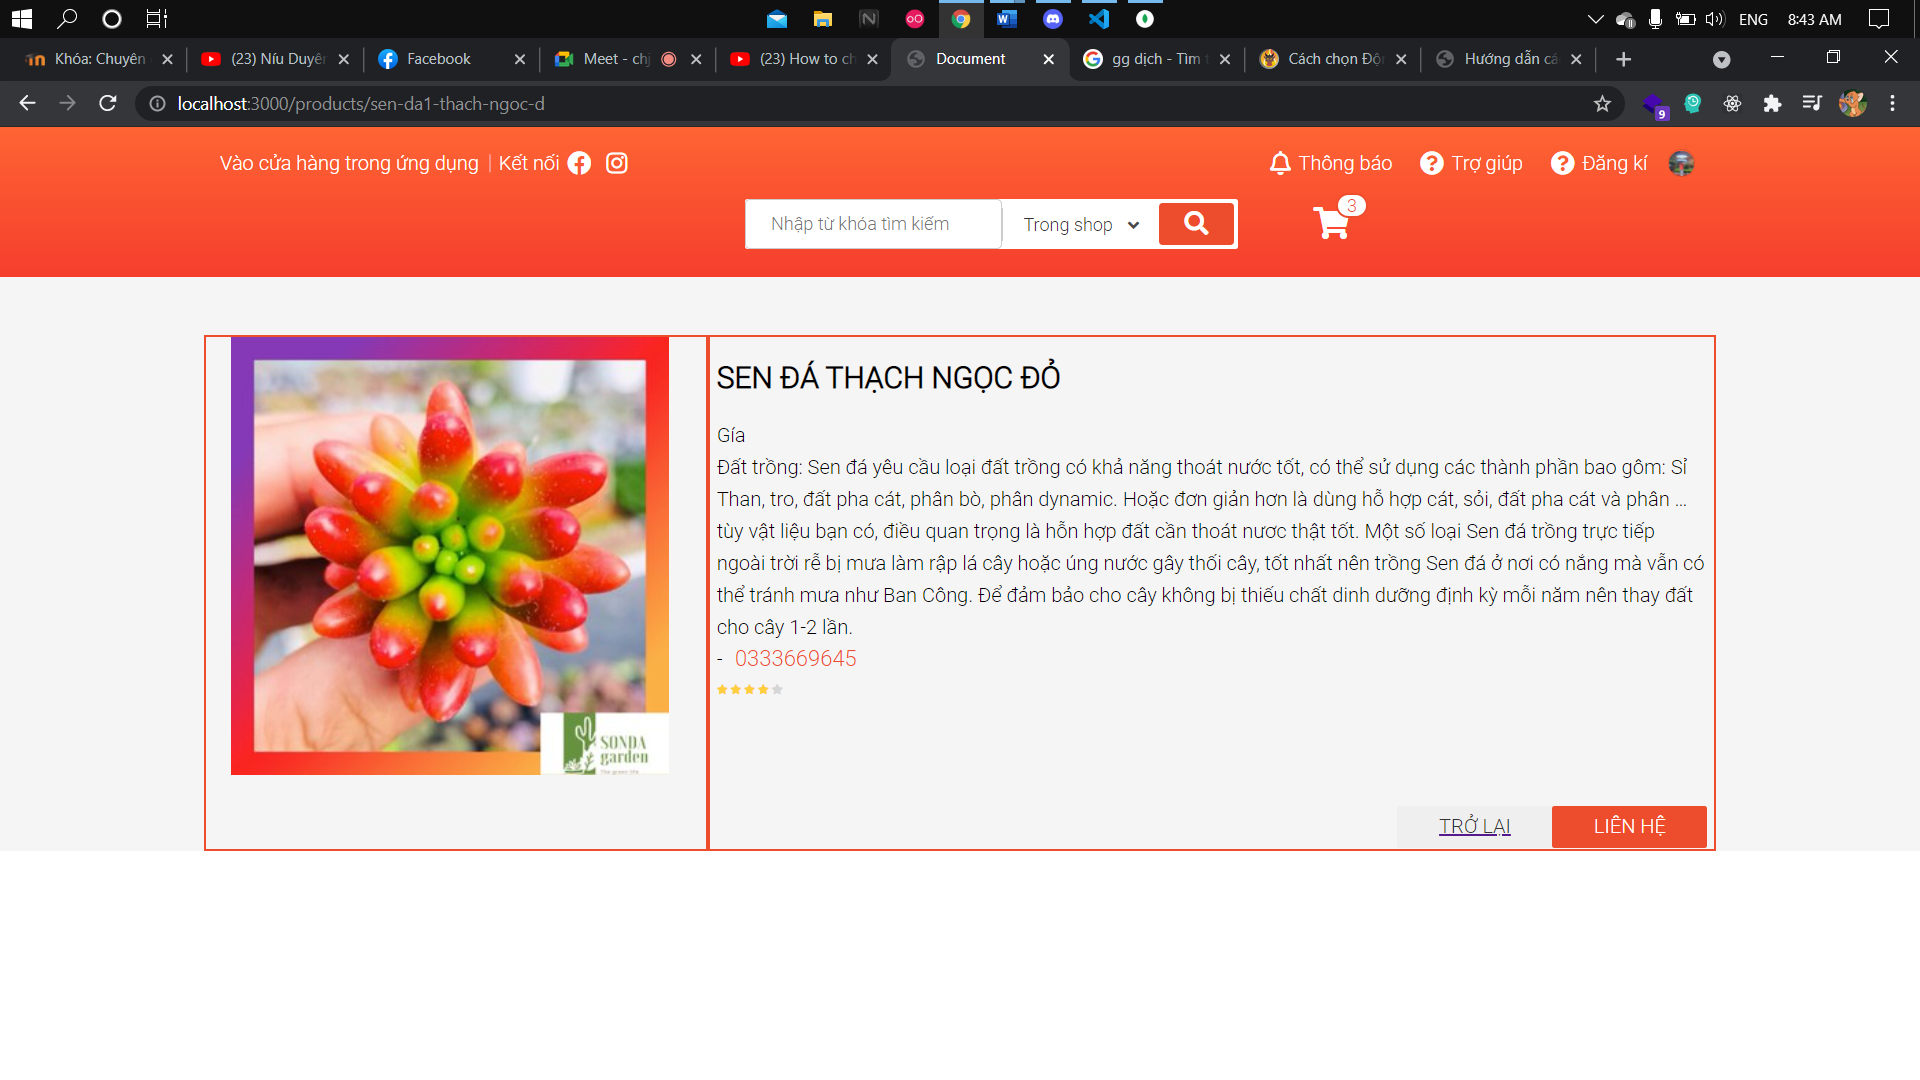 ENG
8:43 AM
Khóa: Chuyên
(23) Níu Duyên
Facebook
Meet - chj
(23) How to ch
Document
gg dịch - Tìm t
Cách chọn Độ
Hướng dẫn cá
localhost:3000/products/sen-da1-thach-ngoc-d
9
Vào cửa hàng trong ứng dụng
Kết nối
Thông báo
Trợ giúp
Đăng kí
Nhập từ khóa tìm kiếm
Trong shop
3
SEN ĐÁ THẠCH NGỌC ĐỎ
Gía
Đất trồng: Sen đá yêu cầu loại đất trồng có khả năng thoát nước tốt, có thể sử dụng các thành phần bao gôm: Sỉ
Than, tro, đất pha cát, phân bò, phân dynamic. Hoặc đơn giản hơn là dùng hỗ hợp cát, sỏi, đất pha cát và phân ...
tùy vật liệu bạn có, điều quan trọng là hỗn hợp đất cần thoát nươc thật tốt. Một số loại Sen đá trồng trực tiếp
ngoài trời rễ bị mưa làm rập lá cây hoặc úng nước gây thối cây, tốt nhất nên trồng Sen đá ở nơi có nắng mà vẫn có
thể tránh mưa như Ban Công. Để đảm bảo cho cây không bị thiếu chất dinh dưỡng định kỳ mỗi năm nên thay đất
cho cây 1-2 lần.
- 0333669645
SONDA
garden
The green life
TRỞ LẠI
LIÊN HỆ